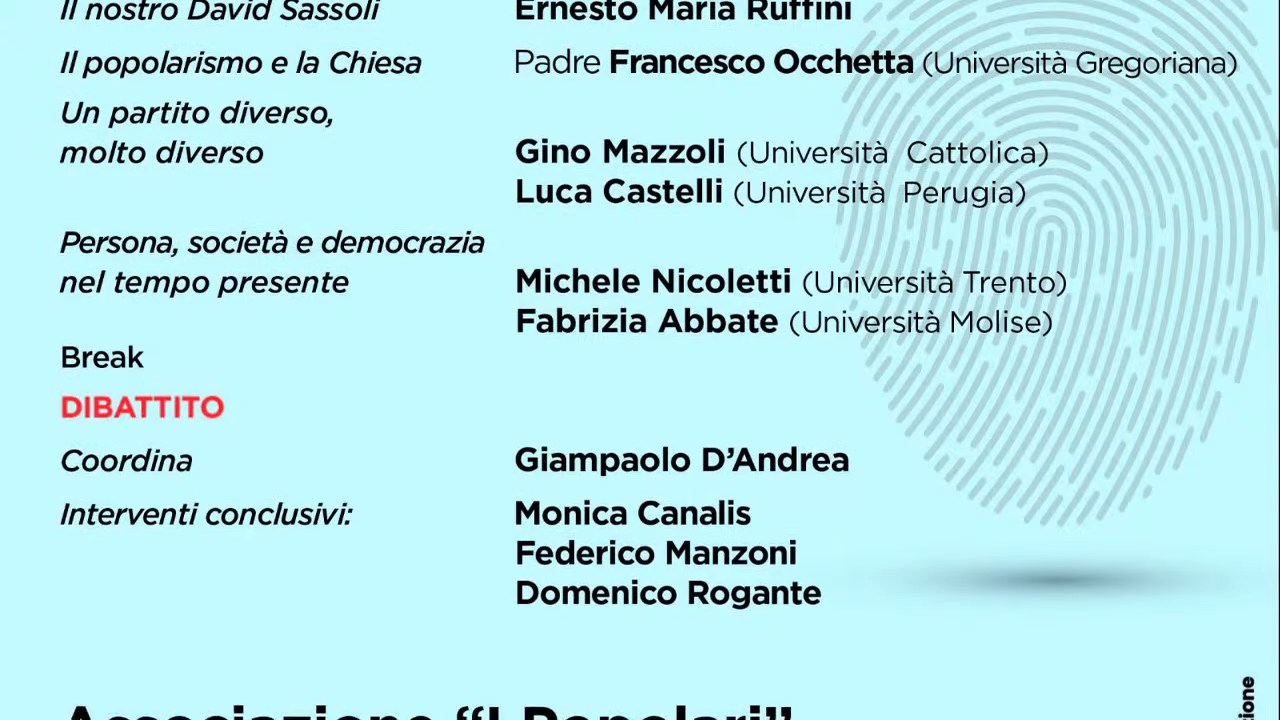 Il nostro David Sassoli Ernesto Maria Ruffini
Il popolarismo e la Chiesa Padre Francesco Occhetta (Università Gregoriana)
Un partito diverso,
molto diverso Gino Mazzoli (Università Cattolica)
Luca Castelli (Università Perugia)
Persona, società e democrazia
nel tempo presente Michele Nicoletti (Università Trento)
Fabrizia Abbate (Università Molise)
Break
DIBATTITO
Coordina Giampaolo D’Andrea
Interventi conclusivi: Monica Canalis
Federico Manzoni
Domenico Rogante
Associazione “I Popolari”